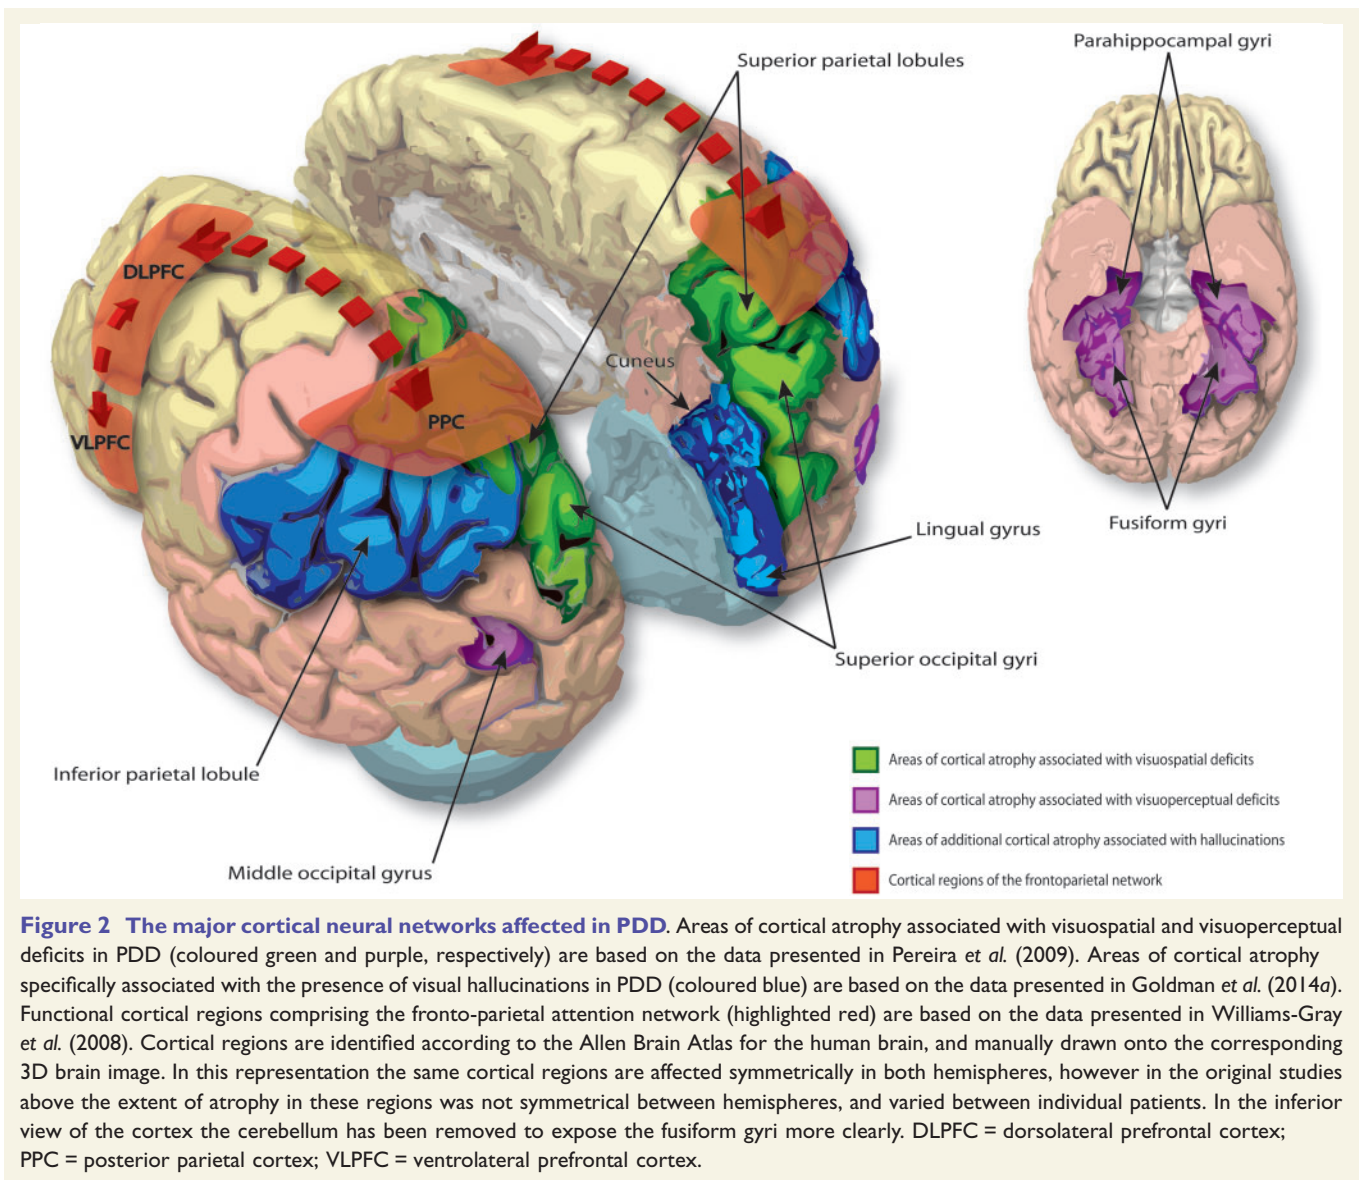 Parahippocampal gyri
Superior parietal lobules
DLPFC
Cuneus
PPC
VLPFC
Lingual gyrus
Fusiform gyri
Superior occipital gyri
Inferior parietal lobule
Middle occipital gyrus
Areas of cortical atrophy associated with visuospatial deficits
Areas of cortical atrophy associated with visuoperceptual deficits
Areas of additional cortical atrophy associated with hallucinations
Cortical regions of the frontoparietal network
Figure 2 The major cortical neural networks affected in PDD. Areas of cortical atrophy associated with visuospatial and visuoperceptual
deficits in PDD (coloured green and purple, respectively) are based on the data presented in Pereira et al. (2009). Areas of cortical atrophy
specifically associated with the presence of visual hallucinations in PDD (coloured blue) are based on the data presented in Goldman et al. (2014a).
Functional cortical regions comprising the fronto-parietal attention network (highlighted red) are based on the data presented in Williams-Gray
et al. (2008). Cortical regions are identified according to the Allen Brain Atlas for the human brain, and manually drawn onto the corresponding
3D brain image. In this representation the same cortical regions are affected symmetrically in both hemispheres, however in the original studies
above the extent of atrophy in these regions was not symmetrical between hemispheres, and varied between individual patients. In the inferior
view of the cortex the cerebellum has been removed to expose the fusiform gyri more clearly. DLPFC = dorsolateral prefrontal cortex;
PPC = posterior parietal cortex; VLPFC = ventrolateral prefrontal cortex.